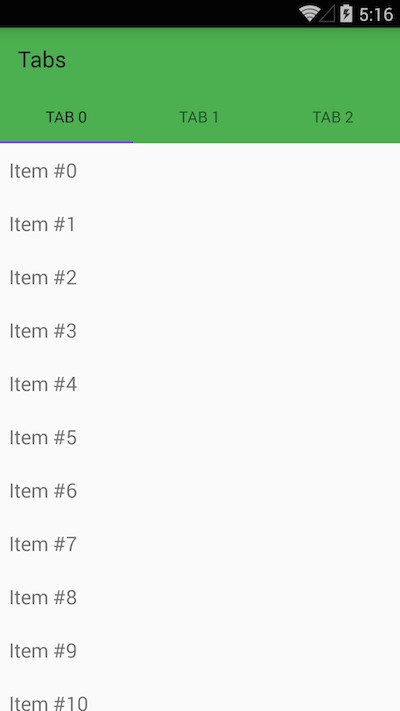 5:16
Tabs
TAB 0 TAB 1 TAB 2
Item #0
Item #1
Item #2
Item #3
Item #4
Item #5
Item #6
Item #7
Item #8
Item #9
Item #10